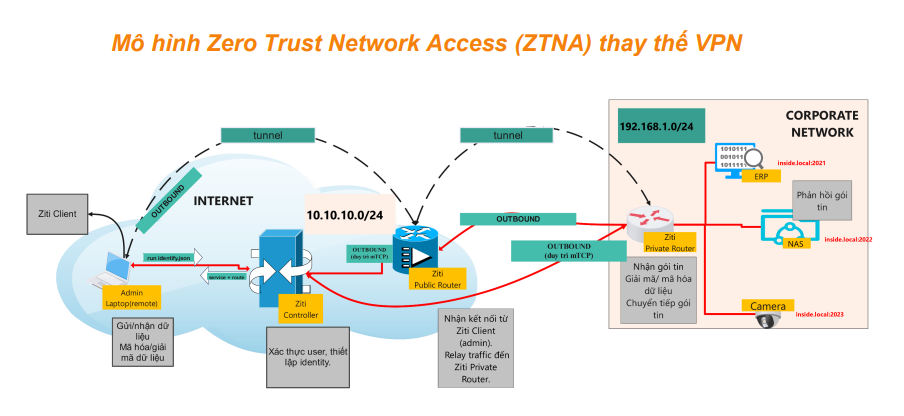 Mô hình Zero Trust Network Access (ZTNA) thay thế VPN
CORPORATE
NETWORK
192.168.1.0/24
tunnel
tunnel
1010111
001011
1011111
inside.local:2021
ERP
OUTBOUND
INTERNET
Ziti Client
10.10.10.0/24
Phản hồi gói
tin
OUTBOUND
inside.local:2022
NAS
Ziti
Private Router
OUTBOUND
(duy trì mTCP)
OUTBOUND
(duy trì mTCP)
run.identify.json
service + route
Ziti
Public Router
Admin
Laptop(remote)
Ziti
Controller
Nhận gói tin
Giải mã/ mã hóa
dữ liệu
Chuyển tiếp gói
tin
Camera
inside.local:2023
Gửi/nhận dữ
liệu
Mã hóa/giải
mã dữ liệu
Xác thực user, thiết
lập identity.
Nhận kết nối từ
Ziti Client
(admin).
Relay traffic đến
Ziti Private
Router.